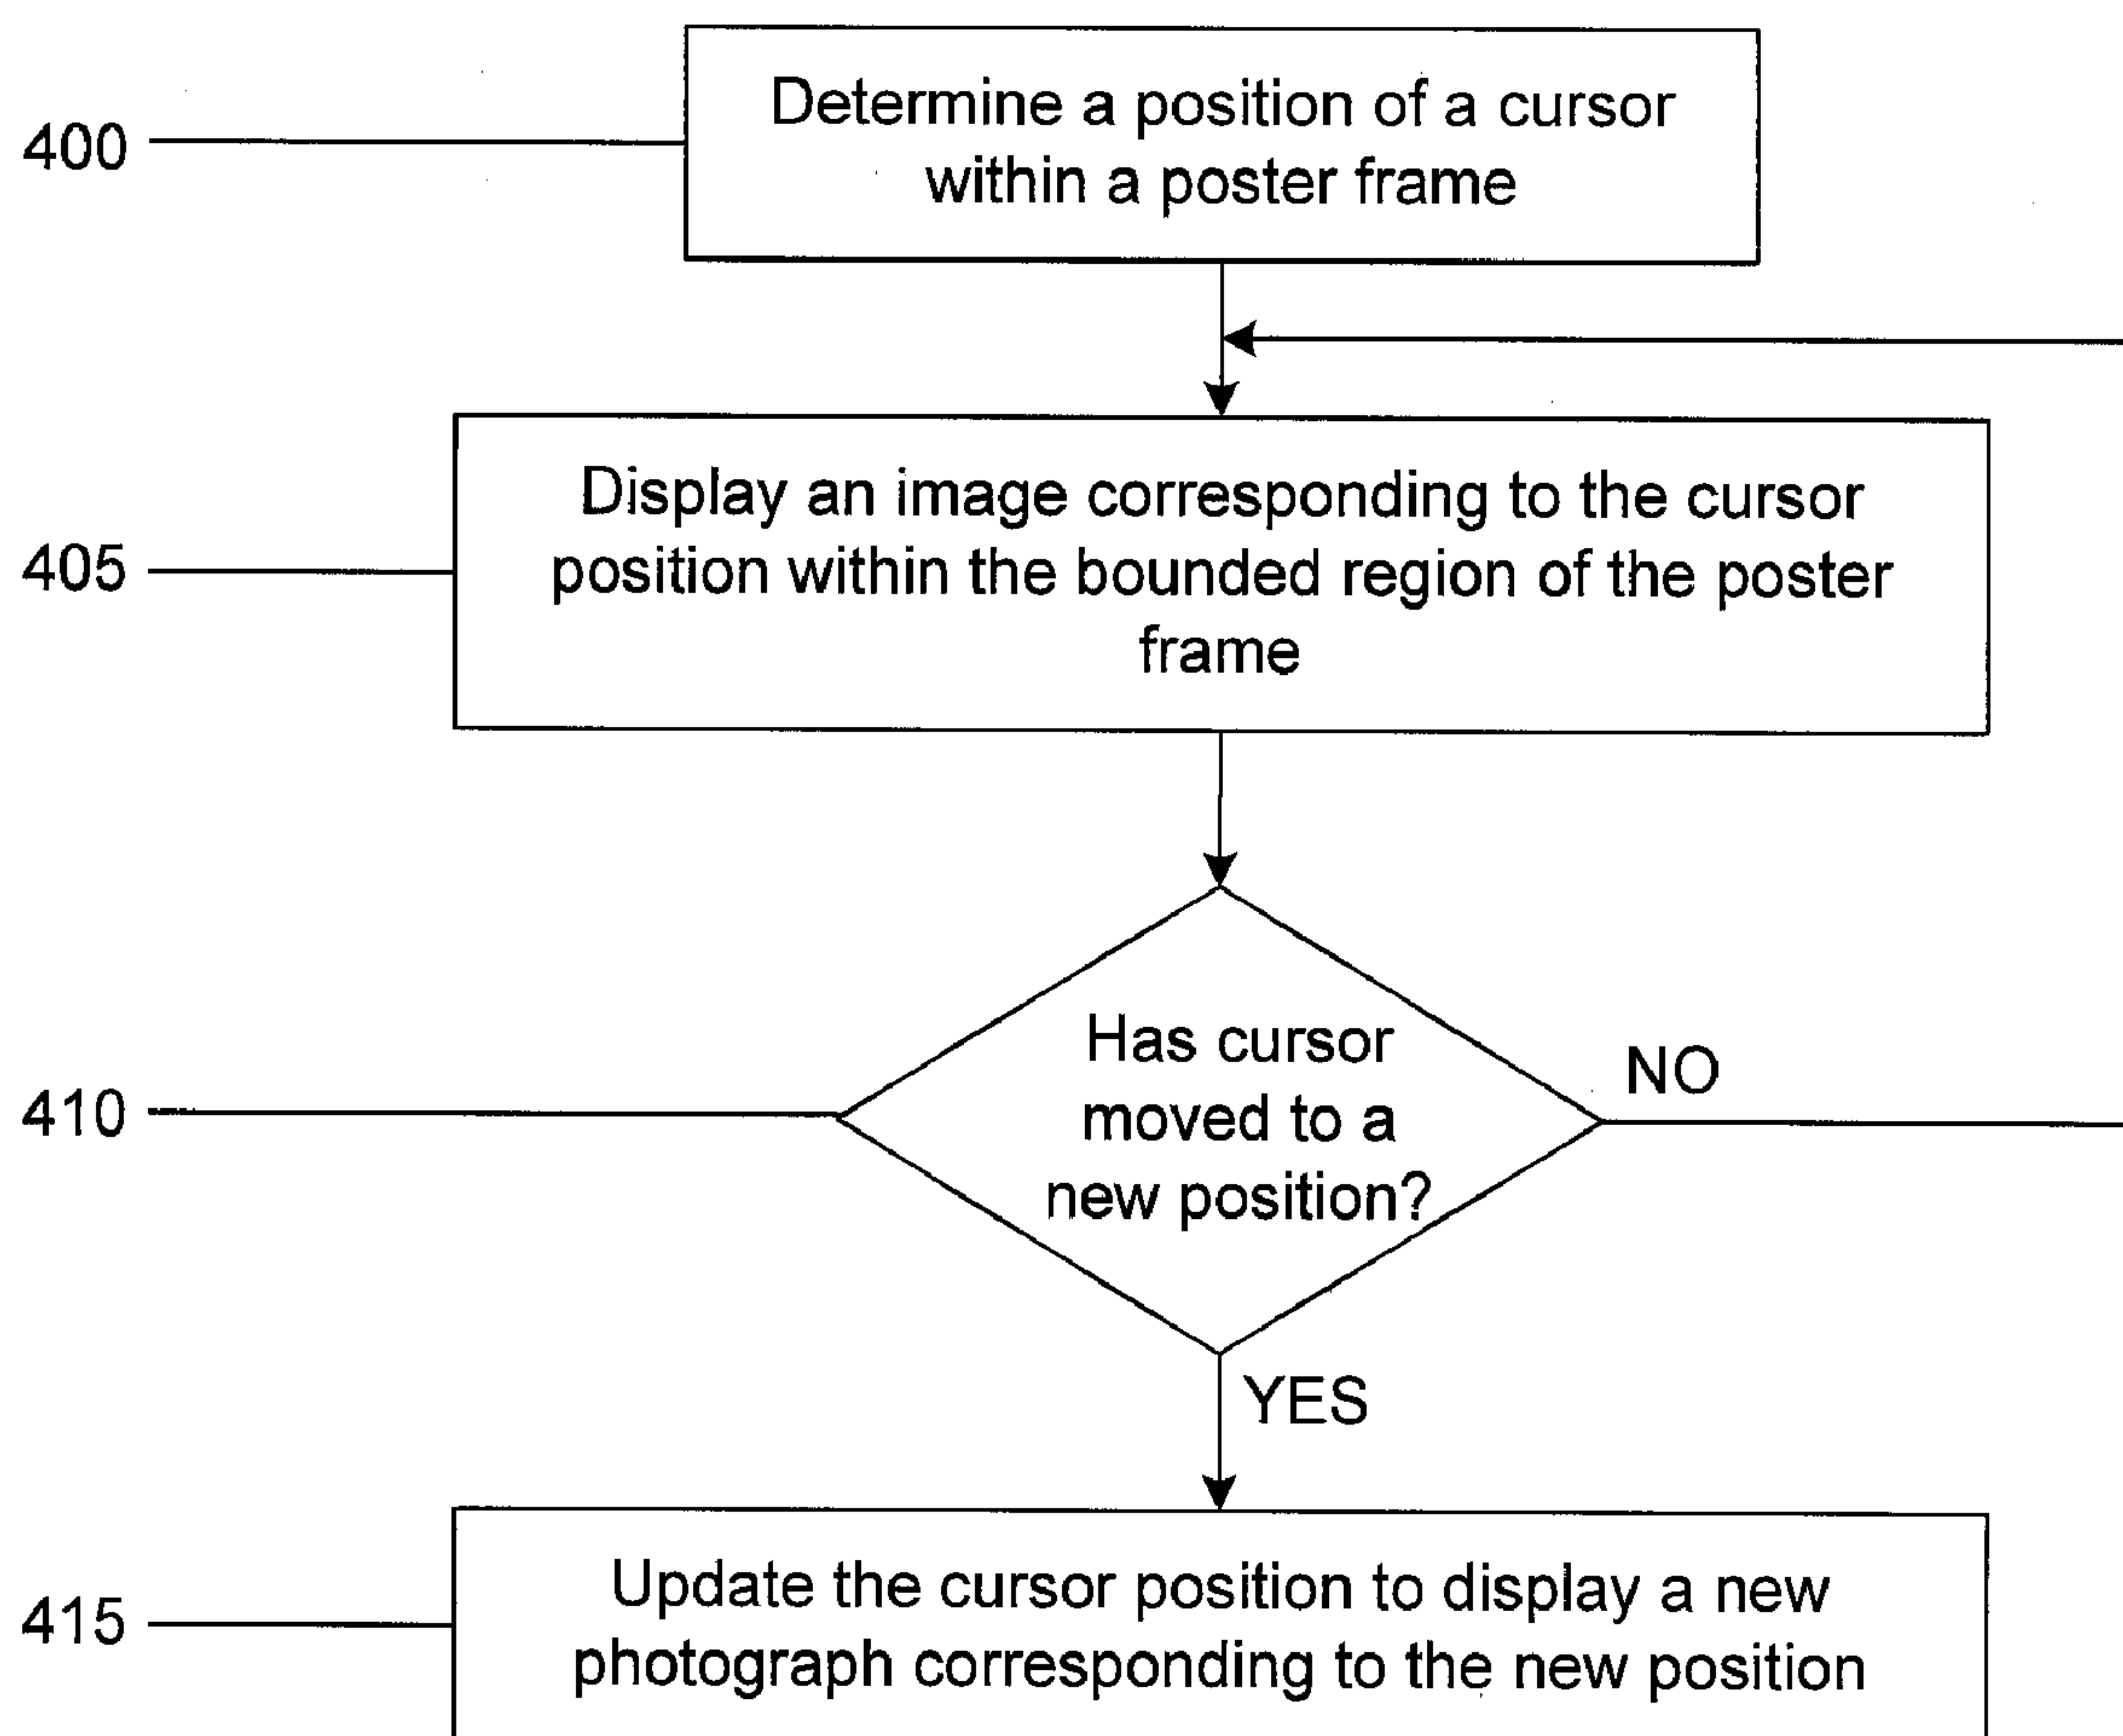 400
Determine a position of a cursor
within a poster frame
405
Display an image corresponding to the cursor
position within the bounded region of the poster
frame
410
Has cursor
moved to a
new position?
NO
YES
415
Update the cursor position to display a new
photograph corresponding to the new position